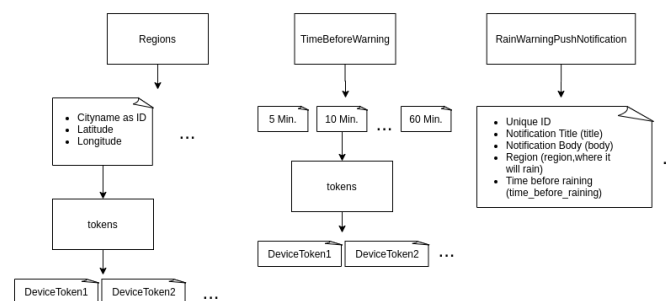 Regions
TimeBeforeWarning
RainWarningPushNotification
Cityname as ID
Latitude
Longitude
...
5 Min.
10 Min.
...
60 Min.
Unique ID
Notification Title (title)
Notification Body (body)
Region (region,where it
will rain)
Time before raining
(time_before_raining)
tokens
tokens
DeviceToken1
DeviceToken2
...
DeviceToken1
DeviceToken2
...